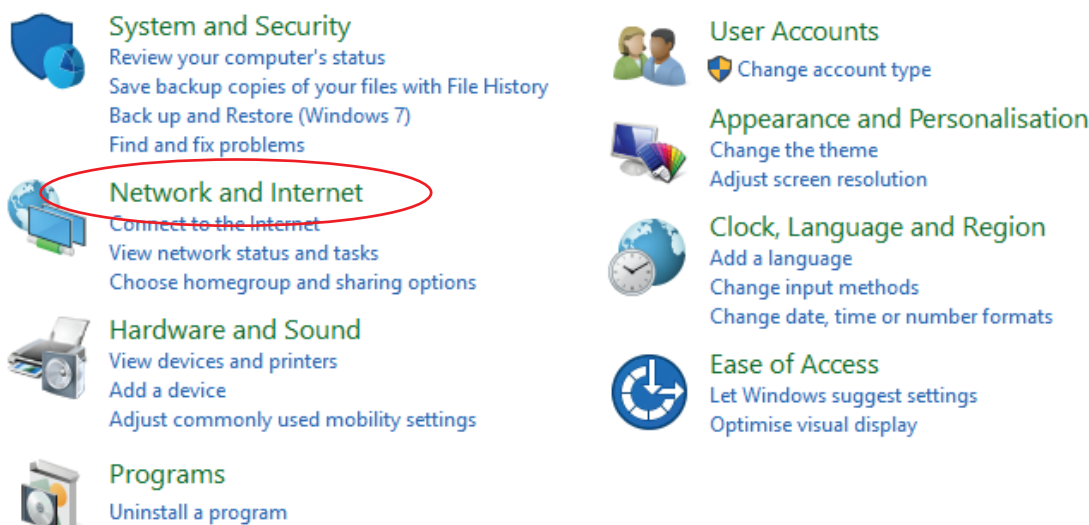 System and Security
Review your computer's status
Save backup copies of your files with File History
Back up and Restore (Windows 7)
Find and fix problems
Network and Internet
Connect to the Internet
View network status and tasks
Choose homegroup and sharing options
Hardware and Sound
View devices and printers
Add a device
Adjust commonly used mobility settings
Programs
Uninstall a program
User Accounts
Change account type
Appearance and Personalisation
Change the theme
Adjust screen resolution
Clock, Language and Region
Add a language
Change input methods
Change date, time or number formats
Ease of Access
Let Windows suggest settings
Optimise visual display